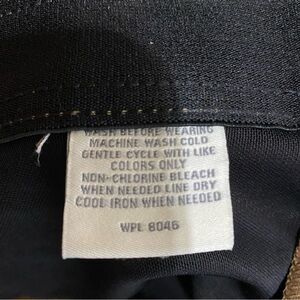 WASH BEFORE WEARING
MACHINE WASH COLD
GENTLE CYCLE WITH LIKE
COLORS ONLY
NON-CHLORINE BLEACH
WHEN NEEDED LINE DRY
COOL IRON WHEN NEEDED
WPL 8046